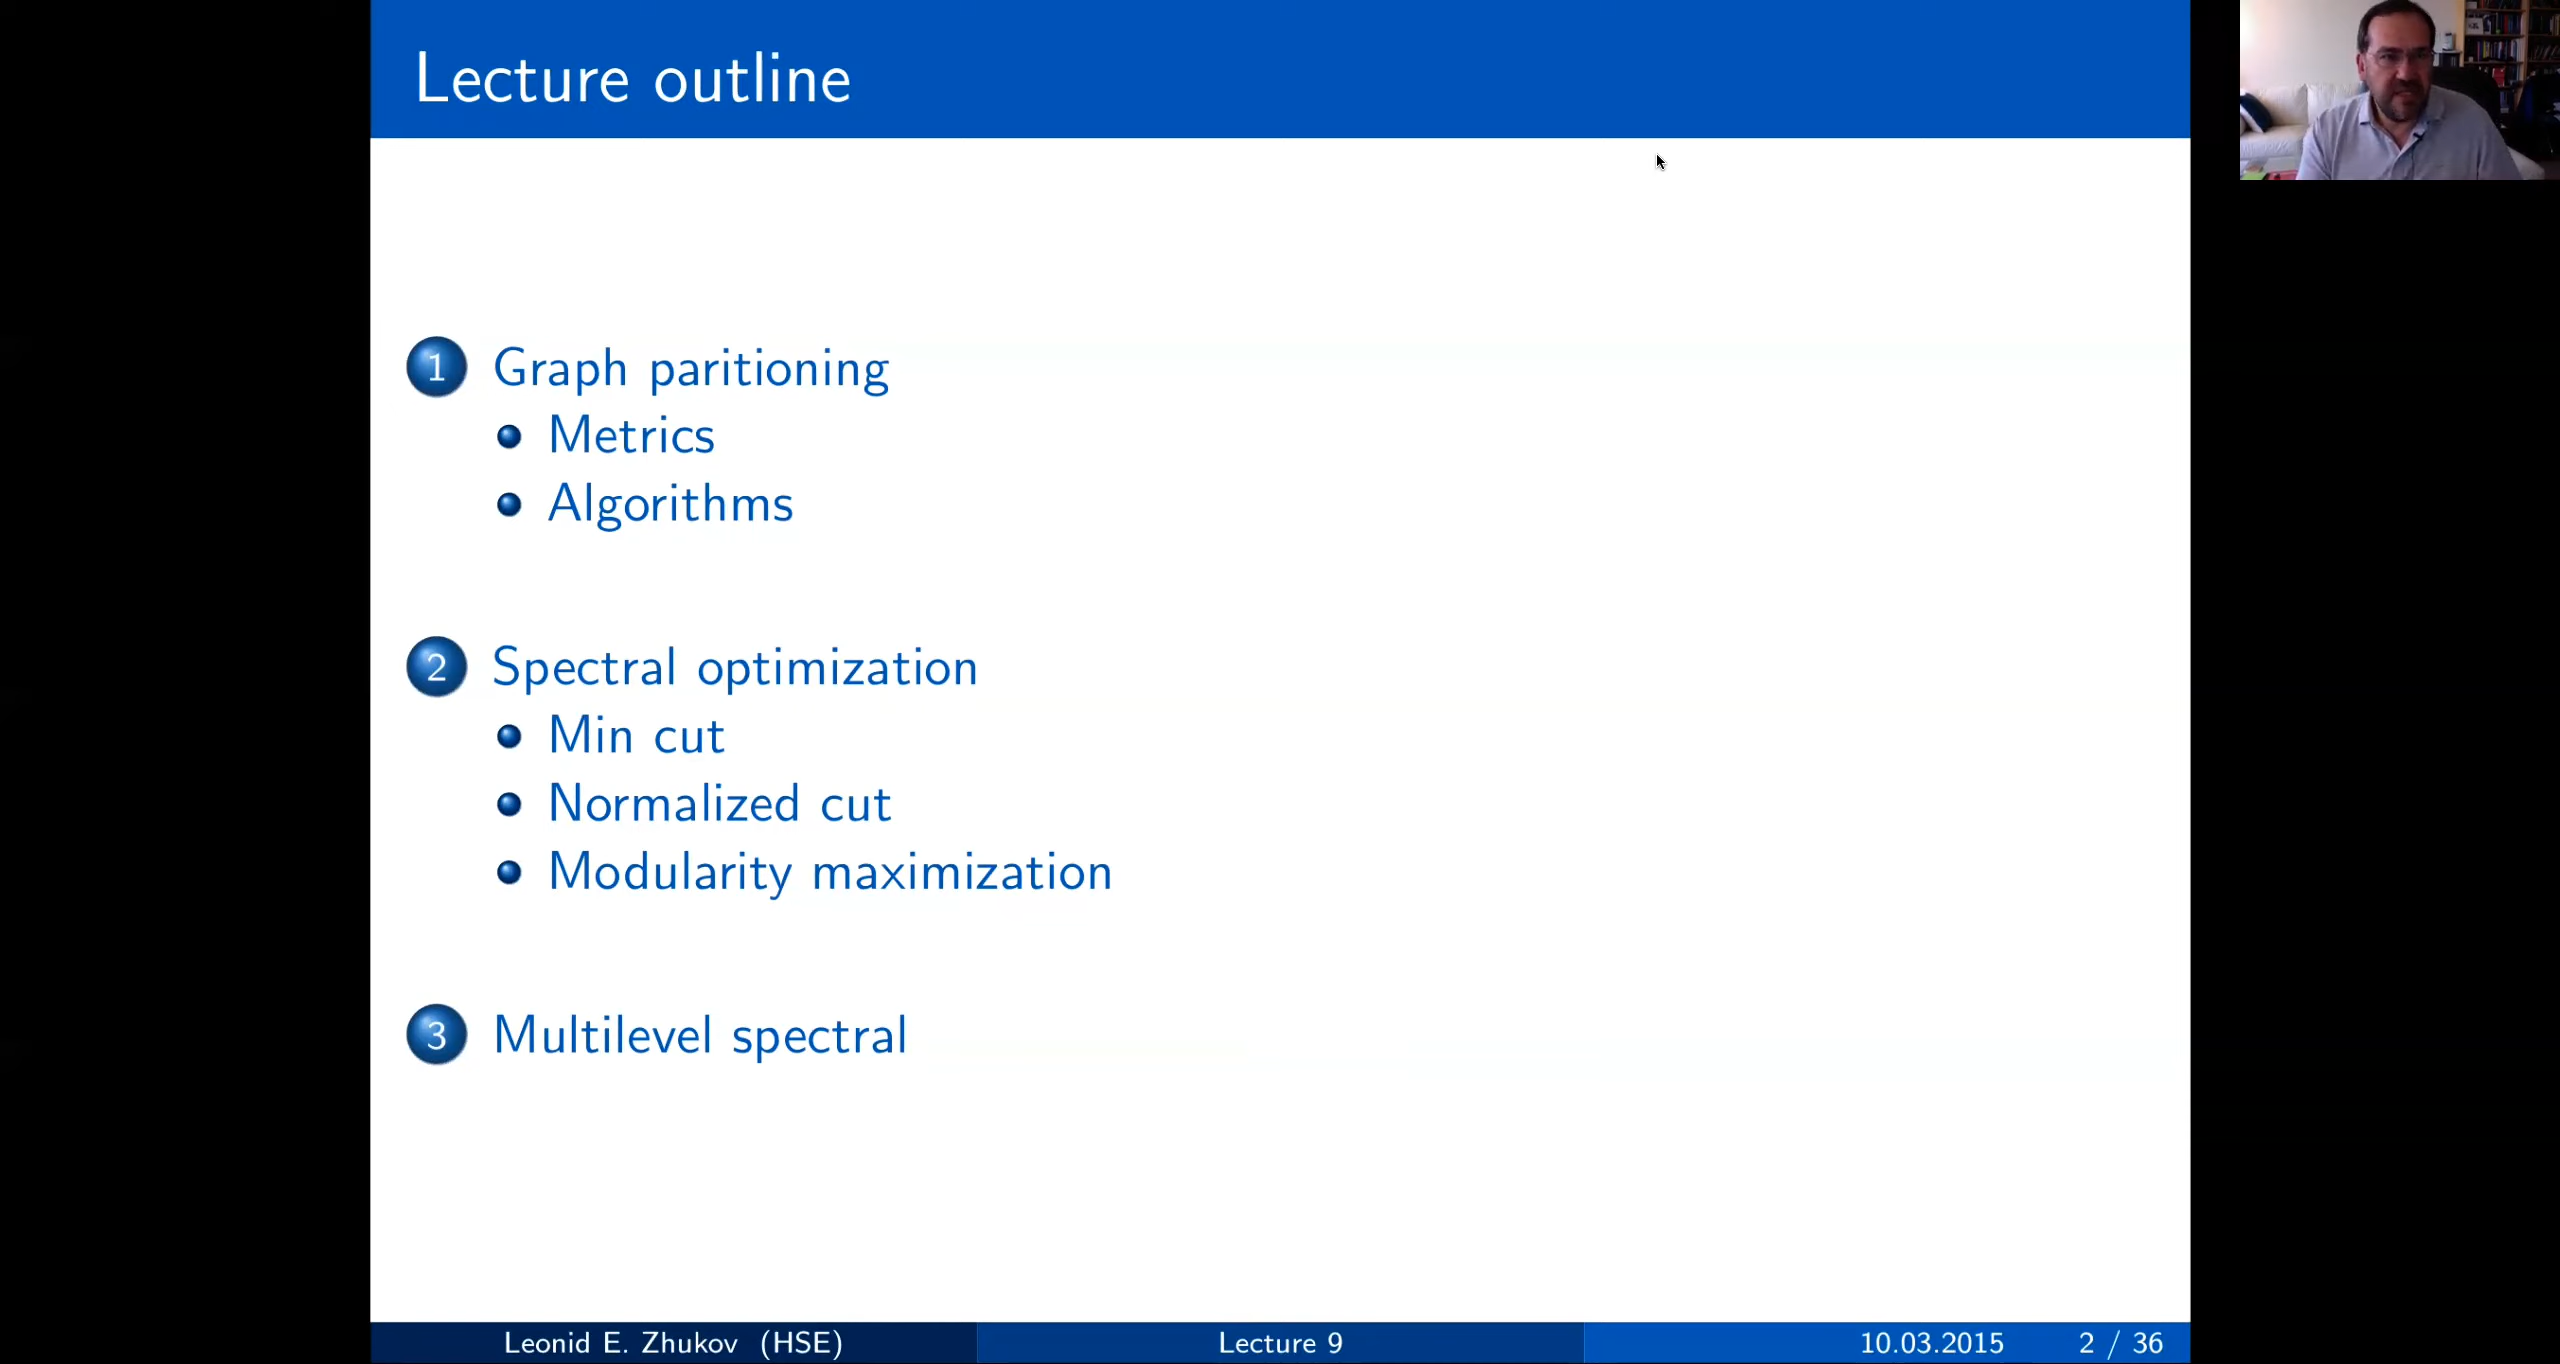 Lecture outline
1 Graph paritioning
Metrics
Algorithms
2 Spectral optimization
Min cut
Normalized cut
Modularity maximization
3 Multilevel spectral
Leonid E. Zhukov (HSE) Lecture 9 10.03.2015 2 / 36